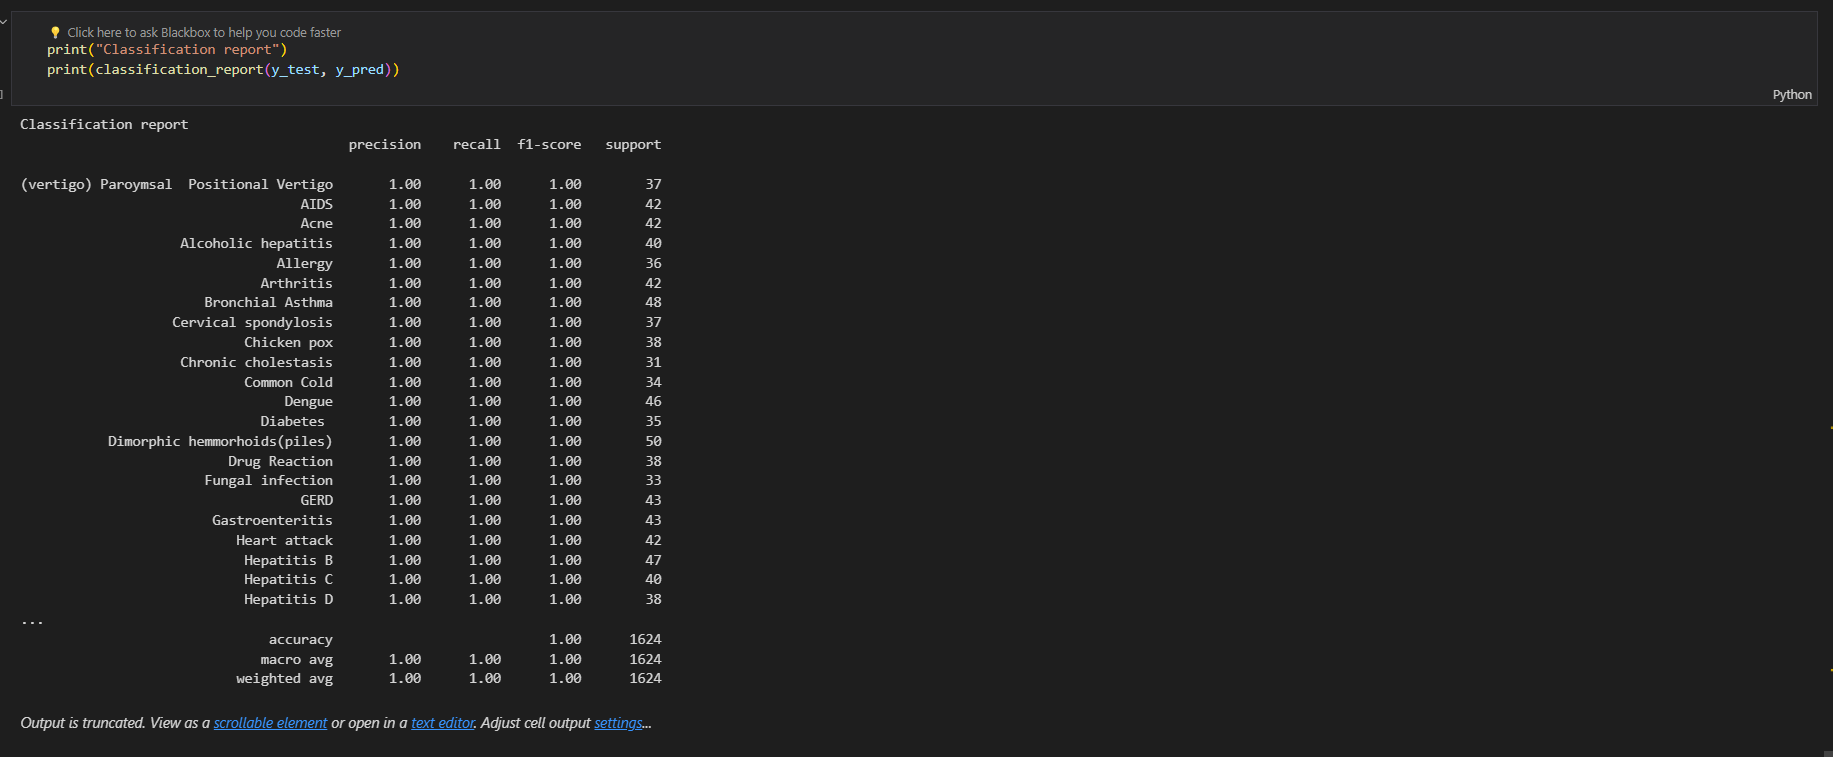 Click here to ask Blackbox to help you code faster
print("Classification report")
print(classification_report(y_test, y_pred))
]
Python
Classification report
precision    recall  f1-score   support
(vertigo) Paroymsal  Positional Vertigo       1.00      1.00      1.00        37
AIDS       1.00      1.00      1.00        42
Acne       1.00      1.00      1.00        42
Alcoholic hepatitis       1.00      1.00      1.00        40
Allergy       1.00      1.00      1.00        36
Arthritis       1.00      1.00      1.00        42
Bronchial Asthma       1.00      1.00      1.00        48
Cervical spondylosis       1.00      1.00      1.00        37
Chicken pox       1.00      1.00      1.00        38
Chronic cholestasis       1.00      1.00      1.00        31
Common Cold       1.00      1.00      1.00        34
Dengue       1.00      1.00      1.00        46
Diabetes        1.00      1.00      1.00        35
Dimorphic hemmorhoids(piles)       1.00      1.00      1.00        50
Drug Reaction       1.00      1.00      1.00        38
Fungal infection       1.00      1.00      1.00        33
GERD       1.00      1.00      1.00        43
Gastroenteritis       1.00      1.00      1.00        43
Heart attack       1.00      1.00      1.00        42
Hepatitis B       1.00      1.00      1.00        47
Hepatitis C       1.00      1.00      1.00        40
Hepatitis D       1.00      1.00      1.00        38
...
accuracy                           1.00      1624
macro avg       1.00      1.00      1.00      1624
weighted avg       1.00      1.00      1.00      1624
Output is truncated. View as a scrollable element or open in a text editor. Adjust cell output settings...